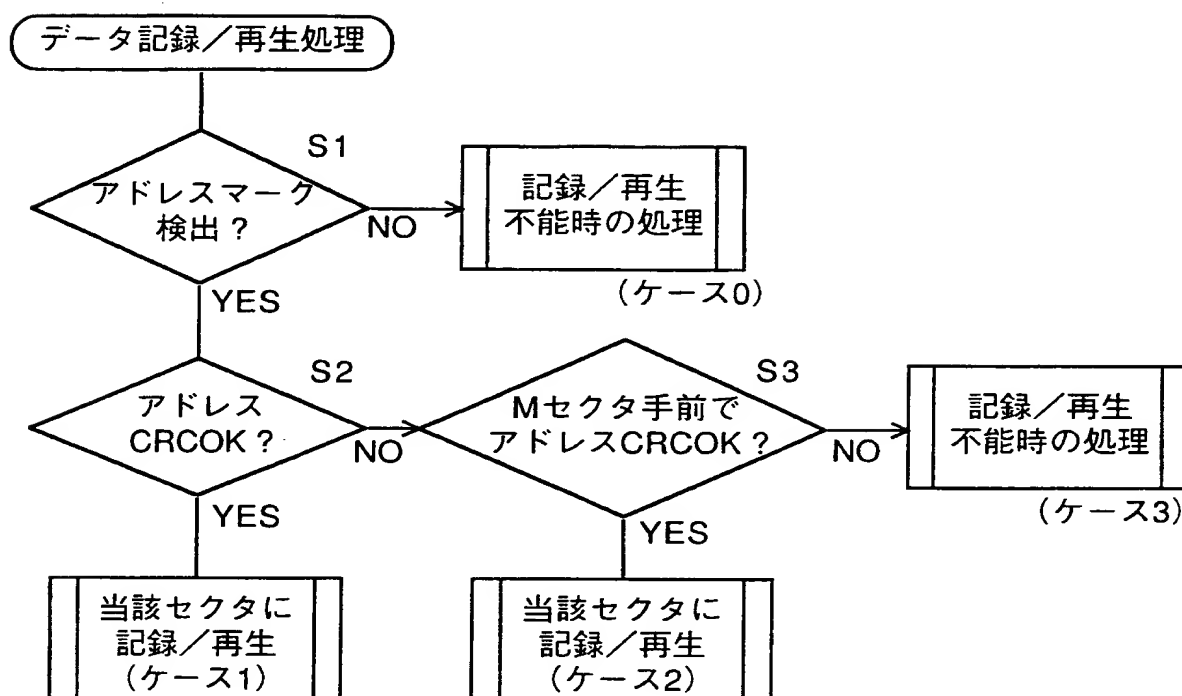 データ記録／再生処理
S1
アドレスマーク
検出？
NO
記録／再生
不能時の処理
（ケース0）
YES
S2
アドレス
CRCOK？
NO
S3
Mセクタ手前で
アドレスCRCOK？
NO
記録／再生
不能時の処理
（ケース3）
YES
YES
当該セクタに
記録／再生
（ケース1）
当該セクタに
記録／再生
（ケース2）